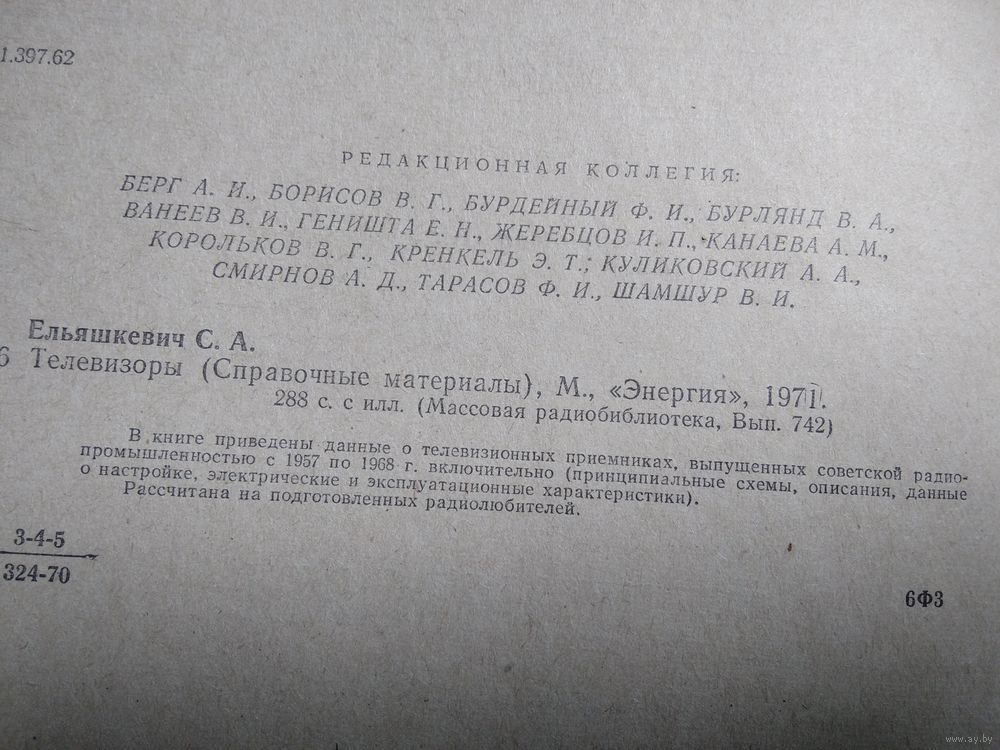 1.397.62
РЕДАКЦИОННАЯ КОЛЛЕГИЯ:
БЕРГ А. И., БОРИСОВ В. Г., БУРДЕЙНЫЙ Ф. И., БУРЛЯНД В. А.,
ВАНЕЕВ В. И., ГЕНИШТА Е. Н., ЖЕРЕБЦОВ И. П., КАНАЕВА А. М.,
КОРОЛЬКОВ В. Г., КРЕНКЕЛЬ Э. Т.; КУЛИКОВСКИЙ А. А.,
СМИРНОВ А. Д., ТАРАСОВ Ф. И., ШАМШУР В. И.
Ельяшкевич С. А.
6 Телевизоры (Справочные материалы), М., «Энергия», 1971.
288 с. с илл. (Массовая радиобиблиотека, Вып. 742)
В книге приведены данные о телевизионных приемниках, выпущенных советской радио-
промышленностью с 1957 по 1968 г. включительно (принципиальные схемы, описания, данные
о настройке, электрические и эксплуатационные характеристики).
Рассчитана на подготовленных радиолюбителей.
3-4-5
324-70
6Ф3
www.ay.by